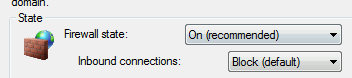 domain.
State
Firewall state: On (recommended)
Inbound connections: Block (default)